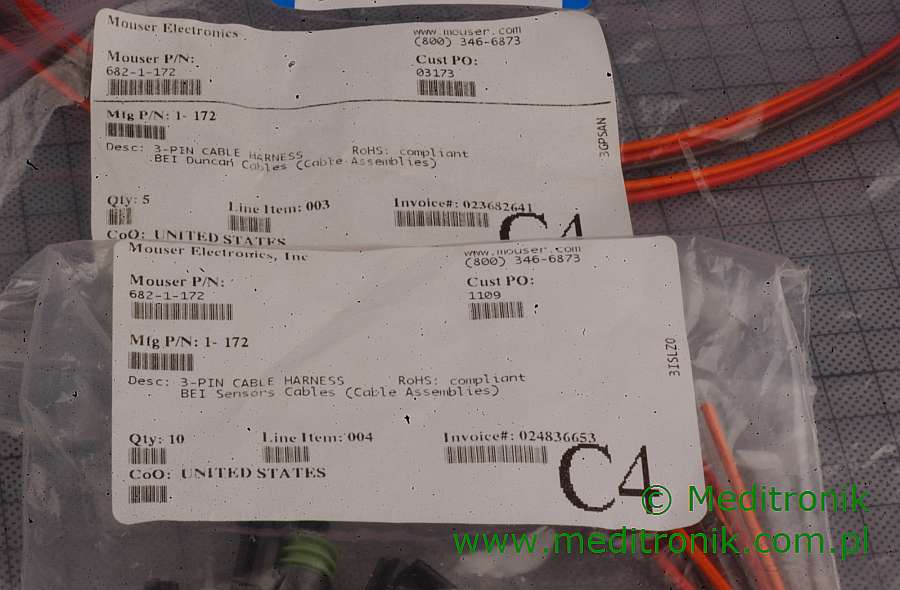 Mouser Electronics
www.mouser.com
(800) 346-6873
Mouser P/N:
682-1-172
Cust PO:
03173
Mfg P/N: 1- 172
Desc: 3-PIN CABLE HARNESS RoHS: compliant
BEI Duncan Cables (Cable Assemblies)
3GPSAN
Qty: 5
Line Item: 003
Invoice#: 023682641
C4
CoO: UNITED STATES
Mouser Electronics, Inc
www.mouser.com
(800) 346-6873
Mouser P/N:
682-1-172
Cust PO:
1109
Mfg P/N: 1- 172
Desc: 3-PIN CABLE HARNESS RoHS: compliant
BEI Sensors Cables (Cable Assemblies)
3ISLZ0
Qty: 10
Line Item: 004
Invoice#: 024836653
C4
CoO: UNITED STATES
© Meditronik
www.meditronik.com.pl